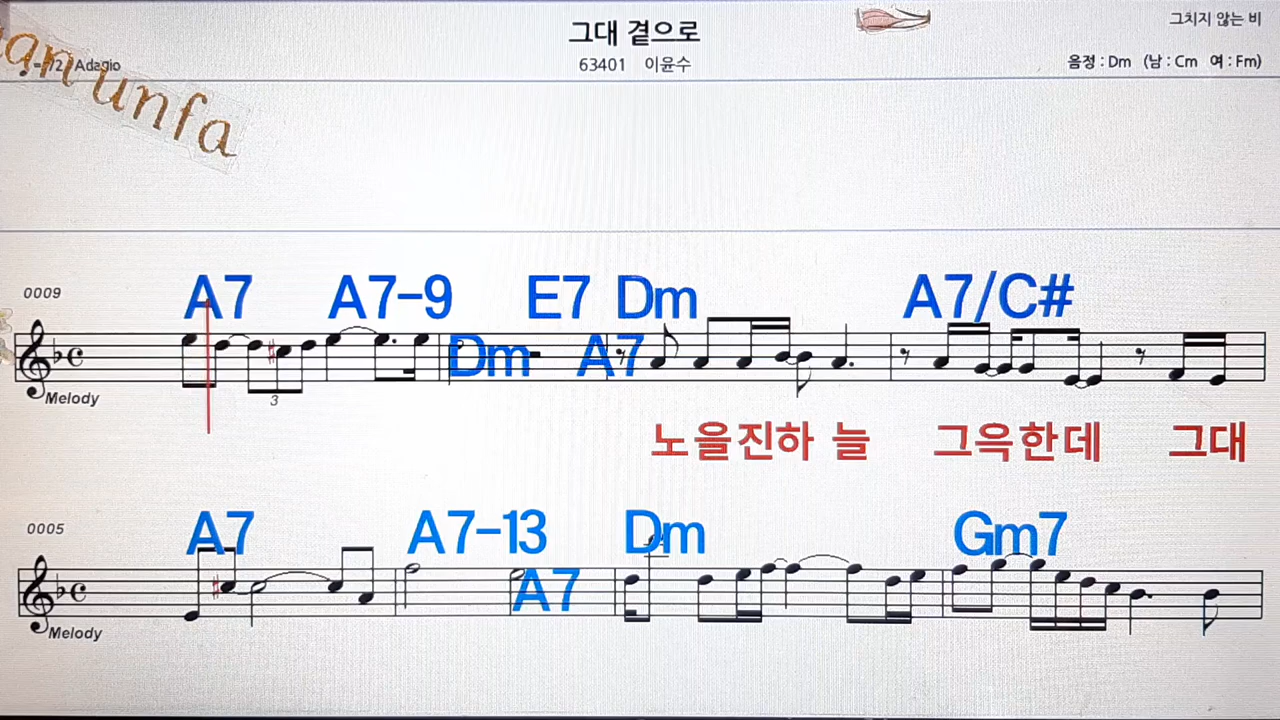 그대 곁으로
그치지 않는 비
63401 이윤수
음정 : Dm (남 : Cm 여 : Fm)
Adagio
unfa
0009
A7 A7-9 E7 Dm A7/C#
Dm A7
Melody
3
노을진하 늘 그윽한데 그대
0005
A7 A7-13 Dm Gm7
A7
Melody